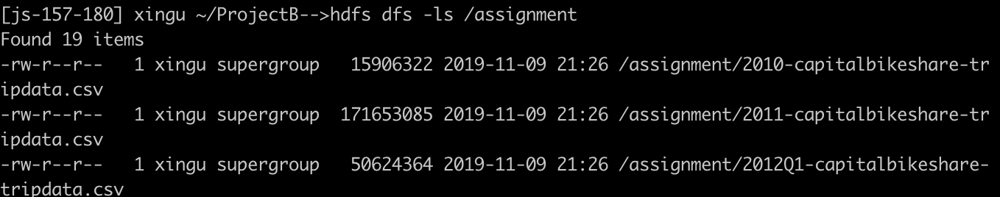 [js-157-180] xingu ~/ProjectB-->hdfs dfs -ls /assignment
Found 19 items
-rw-r--r--   1 xingu supergroup   15906322 2019-11-09 21:26 /assignment/2010-capitalbikeshare-tr
ipdata.csv
-rw-r--r--   1 xingu supergroup  171653085 2019-11-09 21:26 /assignment/2011-capitalbikeshare-tr
ipdata.csv
-rw-r--r--   1 xingu supergroup   50624364 2019-11-09 21:26 /assignment/2012Q1-capitalbikeshare-
tripdata.csv